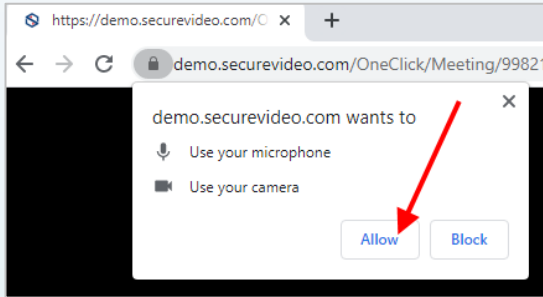 https://demo.securevideo.com/O
demo.securevideo.com/OneClick/Meeting/9982
demo.securevideo.com wants to
Use your microphone
Use your camera
Allow
Block